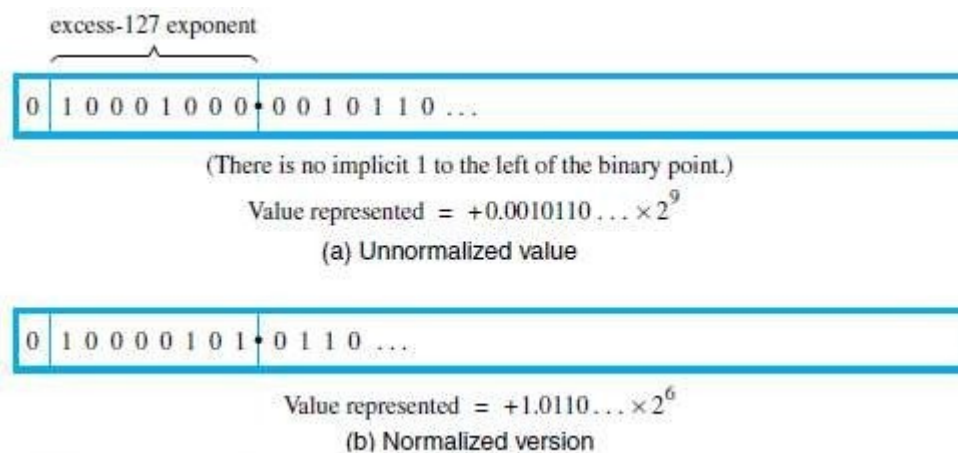 excess-127 exponent
0 1 0 0 0 1 0 0 0 • 0 0 1 0 1 1 0 ...
(There is no implicit 1 to the left of the binary point.)
Value represented = +0.0010110 ... × 2^9
(a) Unnormalized value
0 1 0 0 0 0 1 0 1 • 0 1 1 0 ...
Value represented = +1.0110 ... × 2^6
(b) Normalized version